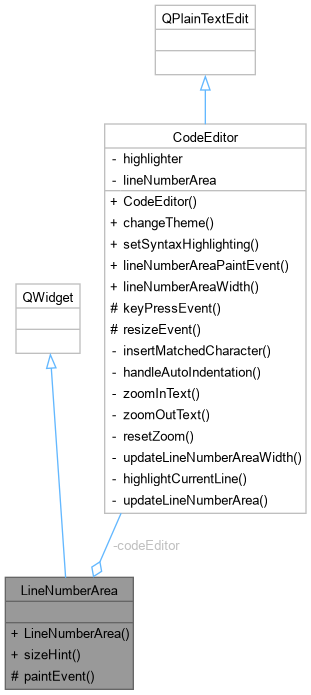 QPlainTextEdit
CodeEditor
- highlighter
- lineNumberArea
+ CodeEditor()
+ changeTheme()
+ setSyntaxHighlighting()
+ lineNumberAreaPaintEvent()
+ lineNumberAreaWidth()
# keyPressEvent()
# resizeEvent()
- insertMatchedCharacter()
- handleAutoIndentation()
- zoomInText()
- zoomOutText()
- resetZoom()
- updateLineNumberAreaWidth()
- highlightCurrentLine()
- updateLineNumberArea()
QWidget
-codeEditor
LineNumberArea
+ LineNumberArea()
+ sizeHint()
# paintEvent()